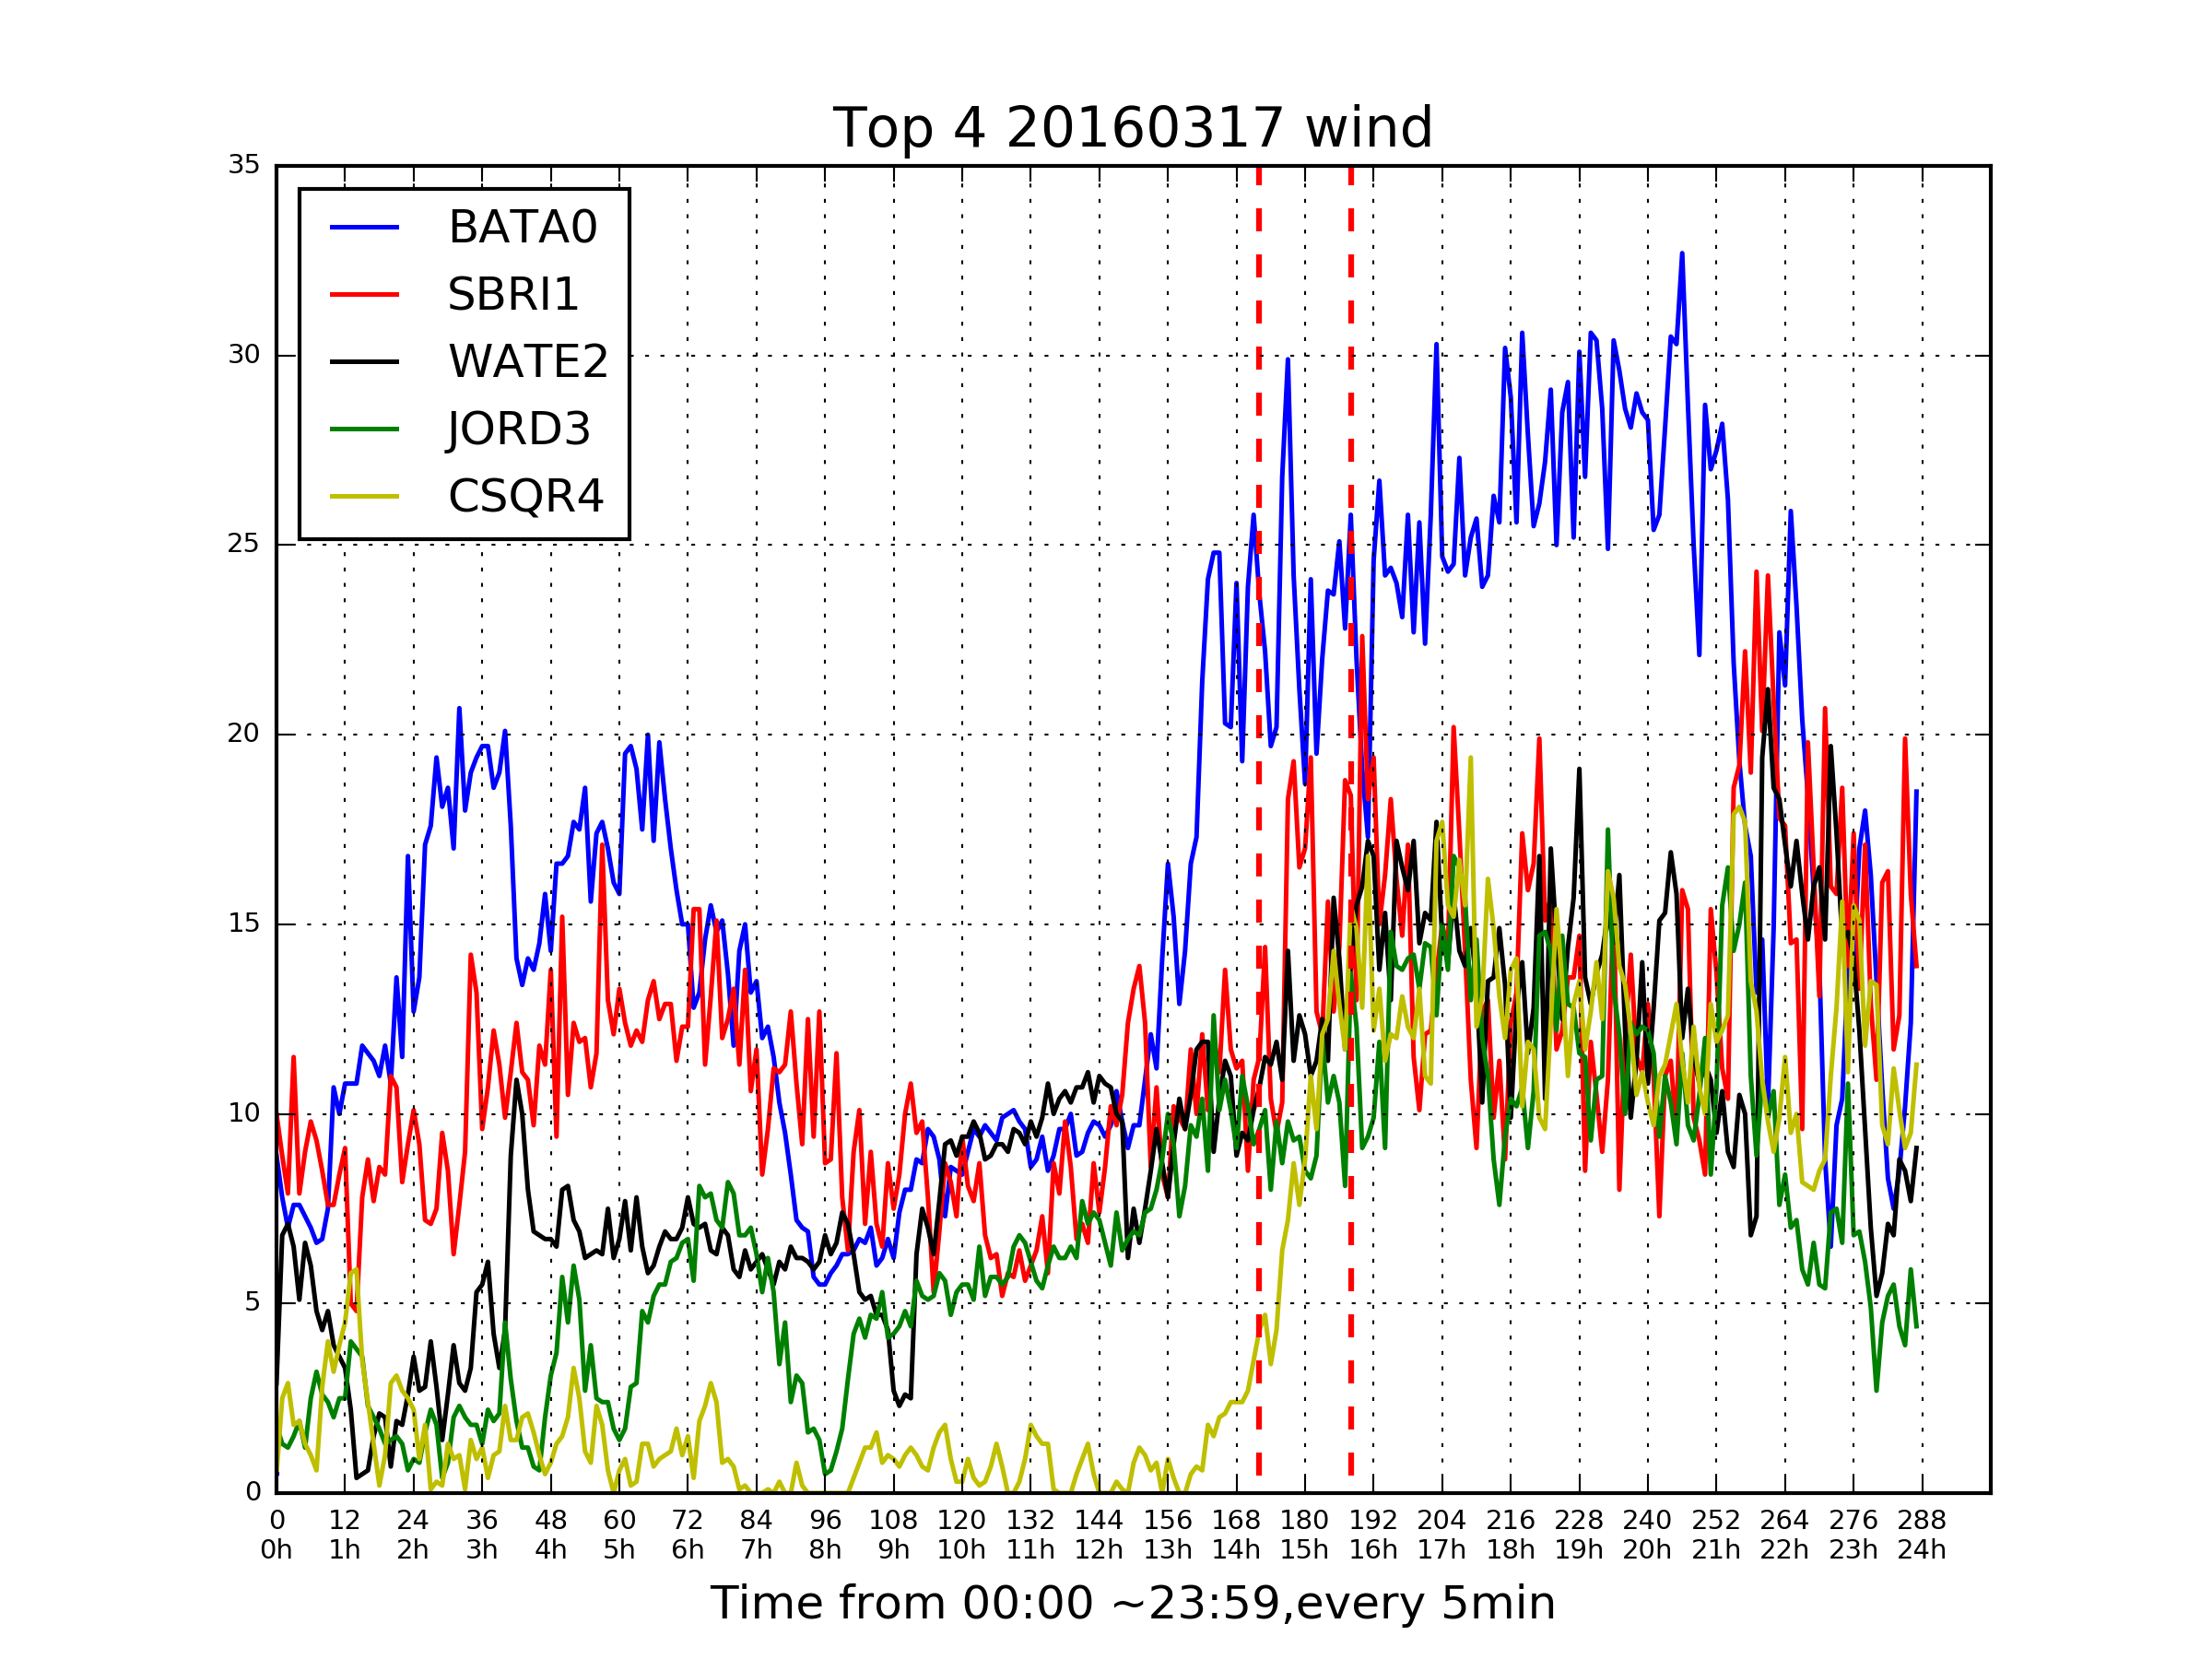 Top 4 20160317 wind
35
30
25
20
15
10
5
0
BATA0
SBRI1
WATE2
JORD3
CSQR4
0 12 24 36 48 60 72 84 96 108 120 132 144 156 168 180 192 204 216 228 240 252 264 276 288
0h 1h 2h 3h 4h 5h 6h 7h 8h 9h 10h 11h 12h 13h 14h 15h 16h 17h 18h 19h 20h 21h 22h 23h 24h
Time from 00:00 ~23:59,every 5min